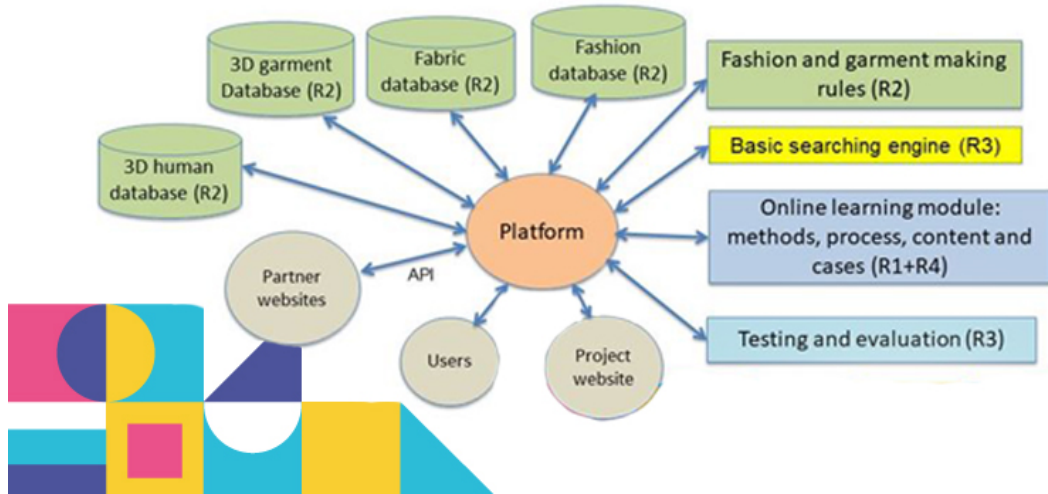 3D garment
Database (R2)
Fabric
database (R2)
Fashion
database (R2)
Fashion and garment making
rules (R2)
3D human
database (R2)
Basic searching engine (R3)
Platform
Online learning module:
methods, process, content and
cases (R1+R4)
Partner
websites
API
Users
Project
website
Testing and evaluation (R3)